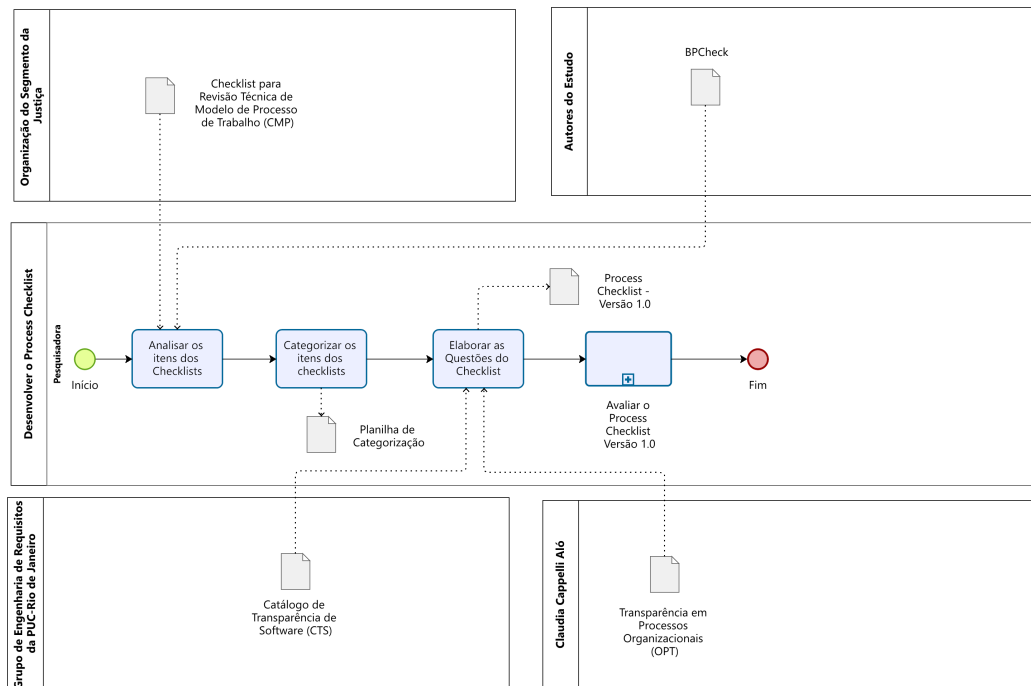 Organização do Segmento da
Justiça
Checklist para
Revisão Técnica de
Modelo de Processo
de Trabalho (CMP)
Autores do Estudo
BPCheck
Desenvolver o Process Checklist
Pesquisadora
Início
Analisar os
itens dos
Checklists
Categorizar os
itens dos
checklists
Planilha de
Categorização
Elaborar as
Questões do
Checklist
Process
Checklist -
Versão 1.0
Avaliar o
Process
Checklist
Versão 1.0
Fim
Grupo de Engenharia de Requisitos
da PUC-Rio de Janeiro
Catálogo de
Transparência de
Software (CTS)
Claudia Cappelli Aló
Transparência em
Processos
Organizacionais
(OPT)